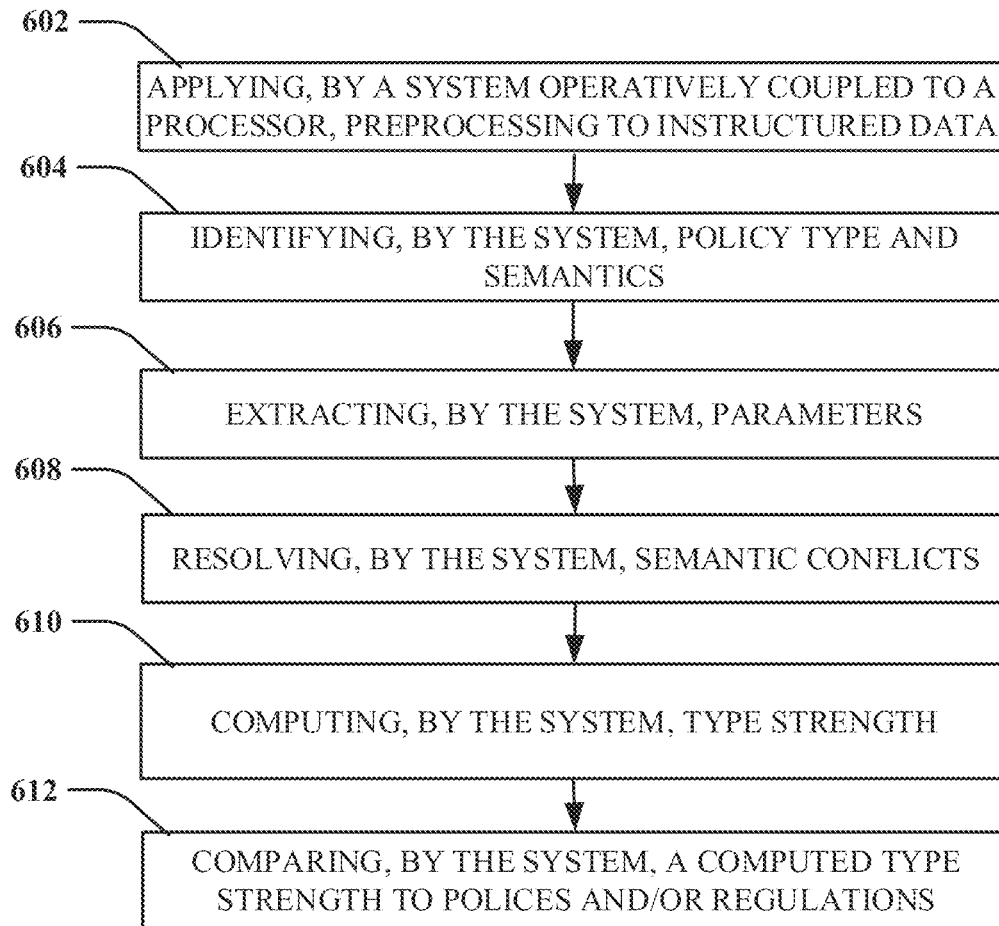 602
APPLYING, BY A SYSTEM OPERATIVELY COUPLED TO A
PROCESSOR, PREPROCESSING TO INSTRUCTURED DATA
604
IDENTIFYING, BY THE SYSTEM, POLICY TYPE AND
SEMANTICS
606
EXTRACTING, BY THE SYSTEM, PARAMETERS
608
RESOLVING, BY THE SYSTEM, SEMANTIC CONFLICTS
610
COMPUTING, BY THE SYSTEM, TYPE STRENGTH
612
COMPARING, BY THE SYSTEM, A COMPUTED TYPE
STRENGTH TO POLICES AND/OR REGULATIONS